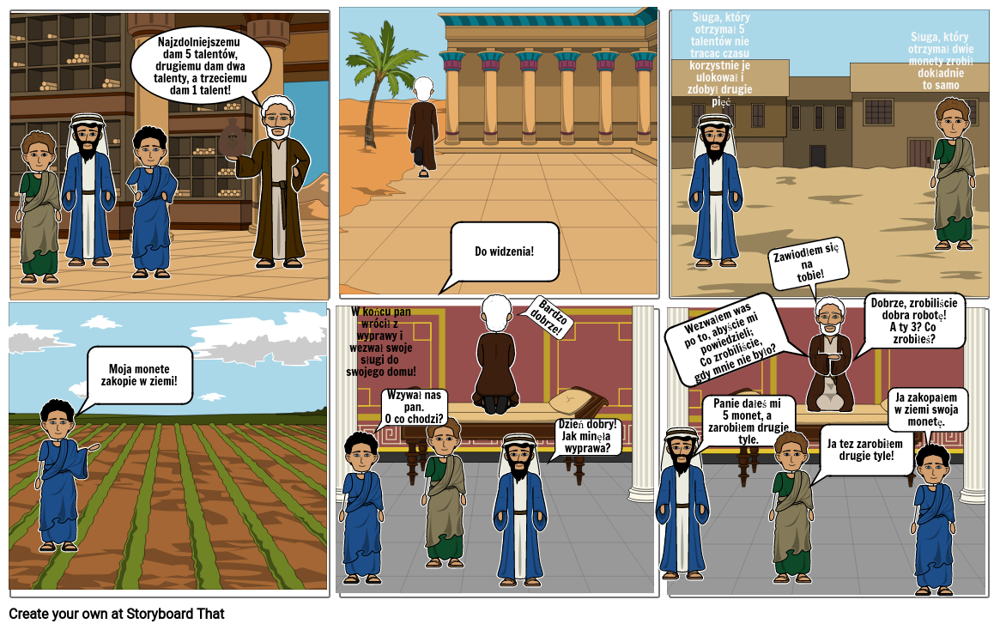 Najzdolniejszemu
dam 5 talentów,
drugiemu dam dwa
talenty, a trzeciemu
dam 1 talent!
Do widzenia!
Sługa, który
otrzymał 5
talentów nie
tracac czasu
korzystnie je
ulokował i
zdobył drugie
pięć
Sługa, który
otrzymał dwie
monety zrobił
dokładnie
to samo
Moja monete
zakopie w ziemi!
W końcu pan
wrócił z
wyprawy i
wezwał swoje
sługi do
swojego domu!
Bardzo
dobrze!
Wzywał nas
pan.
O co chodzi?
Dzień dobry!
Jak minęła
wyprawa?
Zawiodłem się
na
tobie!
Wezwałem was
po to, abyście mi
powiedzieli;
Co zrobiliście,
gdy mnie nie było?
Dobrze, zrobiliście
dobra robotę!
A ty 3? Co
zrobiłeś?
Panie dałeś mi
5 monet, a
zarobiłem drugie
tyle.
Ja tez zarobiłem
drugie tyle!
Ja zakopałem
w ziemi swoja
monetę.
Create your own at Storyboard That